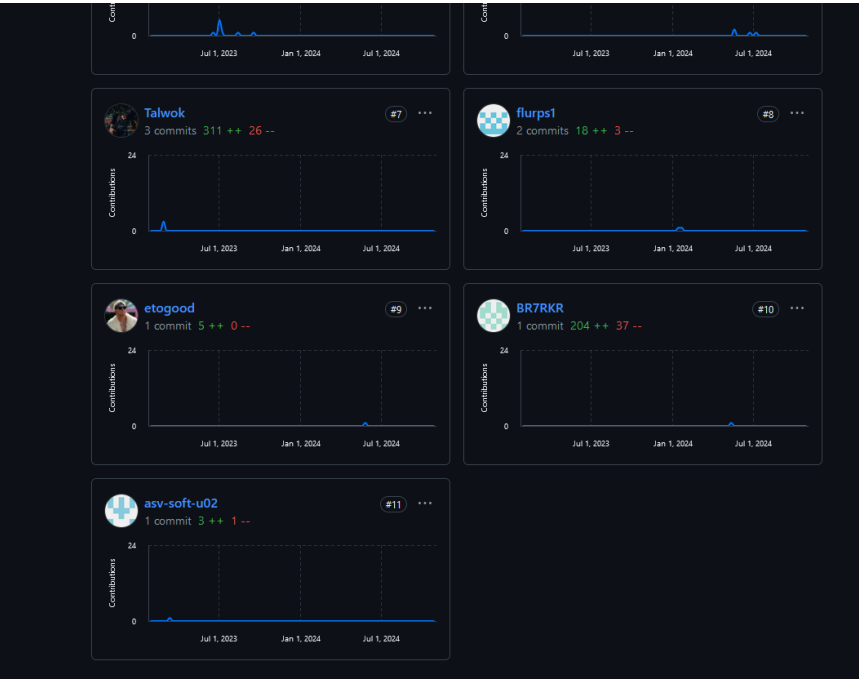 Cont
0
Jul 1, 2023 Jan 1, 2024 Jul 1, 2024
Cont
0
Jul 1, 2023 Jan 1, 2024 Jul 1, 2024
Talwok #7 ···
3 commits 311 ++ 26 --
Contributions
24
0
Jul 1, 2023 Jan 1, 2024 Jul 1, 2024
flurps1 #8 ···
2 commits 18 ++ 3 --
Contributions
24
0
Jul 1, 2023 Jan 1, 2024 Jul 1, 2024
etogood #9 ···
1 commit 5 ++ 0 --
Contributions
24
0
Jul 1, 2023 Jan 1, 2024 Jul 1, 2024
BR7RKR #10 ···
1 commit 204 ++ 37 --
Contributions
24
0
Jul 1, 2023 Jan 1, 2024 Jul 1, 2024
asv-soft-u02 #11 ···
1 commit 3 ++ 1 --
Contributions
24
0
Jul 1, 2023 Jan 1, 2024 Jul 1, 2024